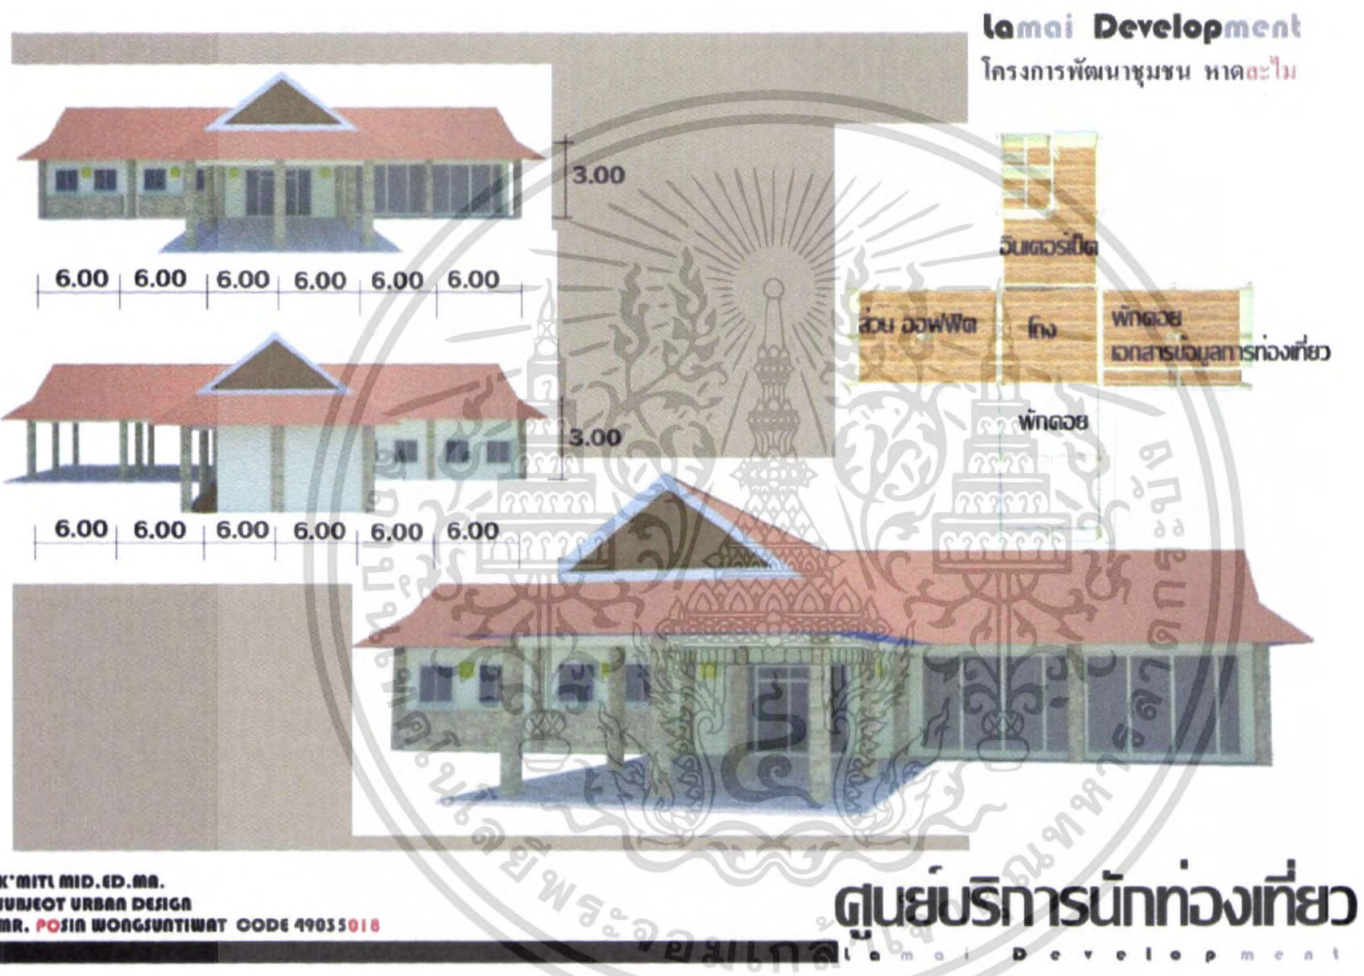 Lamai Development
โครงการพัฒนาชุมชน หาดละไม
3.00
6.00 6.00 6.00 6.00 6.00 6.00
อินเตอร์เน็ต
ส่วน ออฟฟิต
โถง
พักคอย
เอกสารข้อมูลการท่องเที่ยว
พักคอย
3.00
6.00 6.00 6.00 6.00 6.00 6.00
K'MITL MID.ED.MA.
SUBJEOT URBAN DESIGN
MR. POSIN WONGSUNTIWAT CODE 49035018
ศูนย์บริการนักท่องเที่ยว
Lamai Development